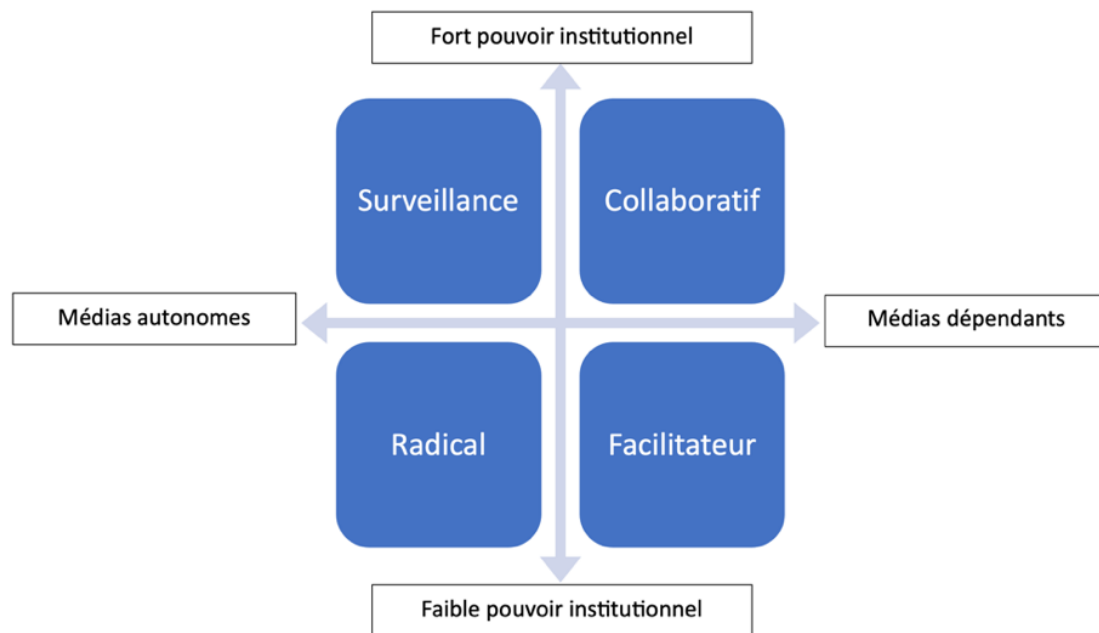 Fort pouvoir institutionnel
Surveillance
Collaboratif
Médias autonomes
Médias dépendants
Radical
Facilitateur
Faible pouvoir institutionnel